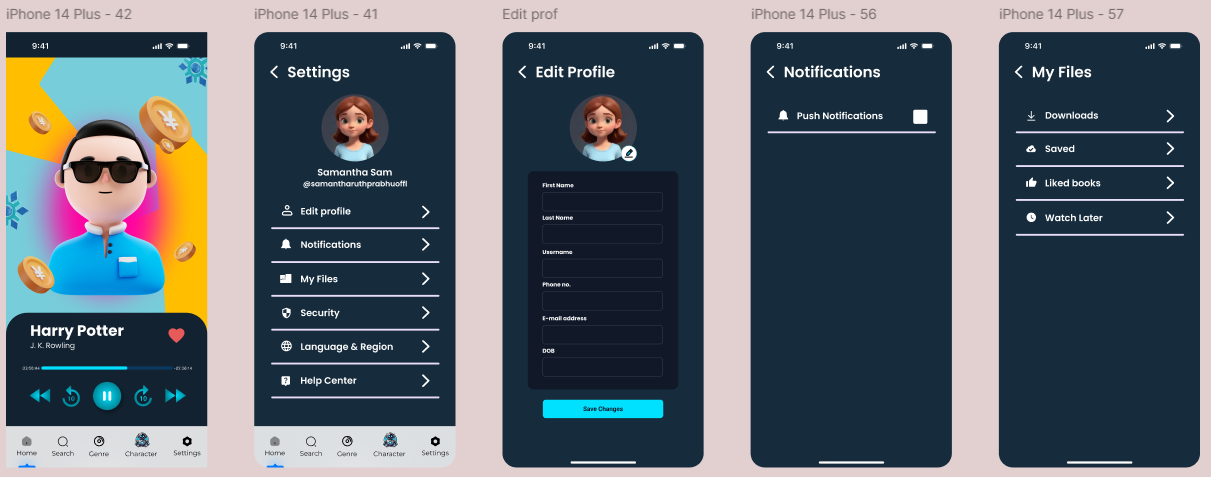 iPhone 14 Plus - 42
9:41
Harry Potter
J. K. Rowling
10
10
Home
Search
Genre
Character
Settings
iPhone 14 Plus - 41
9:41
Settings
Samantha Sam
@samantharuthprabhuoffl
Edit profile
Notifications
My Files
Security
Language & Region
Help Center
Home
Search
Genre
Character
Settings
Edit prof
9:41
Edit Profile
First Name
Last Name
Username
Phone no.
E-mail address
DOB
Save Changes
iPhone 14 Plus - 56
9:41
Notifications
Push Notifications
iPhone 14 Plus - 57
9:41
My Files
Downloads
Saved
Liked books
Watch Later